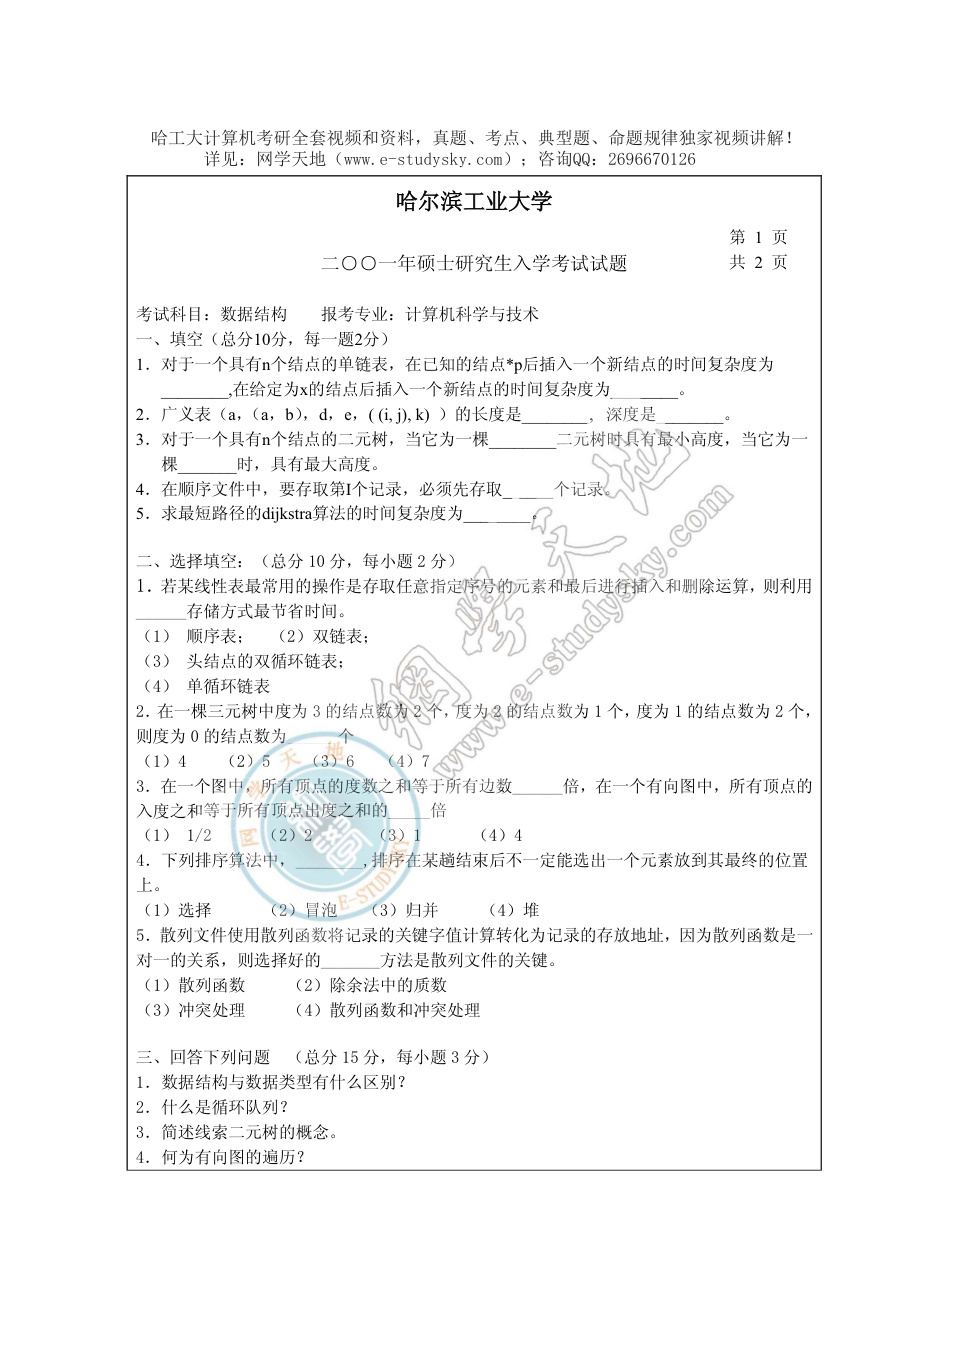 哈工大计算机考研全套视频和资料，真题、考点、典型题、命题规律独家视频讲解！
详见：网学天地（www.e-studysky.com）；咨询QQ：2696670126
哈尔滨工业大学
第 1 页
二〇〇一年硕士研究生入学考试试题
共 2 页
考试科目：数据结构 报考专业：计算机科学与技术
一、填空（总分10分，每一题2分）
1．对于一个具有n个结点的单链表，在已知的结点*p后插入一个新结点的时间复杂度为
________,在给定为x的结点后插入一个新结点的时间复杂度为________。
2．广义表（a，（a，b），d，e，( (i, j), k) ）的长度是________，深度是 _______。
3．对于一个具有n个结点的二元树，当它为一棵________二元树时具有最小高度，当它为一
棵_______时，具有最大高度。
4．在顺序文件中，要存取第I个记录，必须先存取_ ____个记录。
5．求最短路径的dijkstra算法的时间复杂度为________。
二、选择填空：（总分 10 分，每小题 2 分）
1．若某线性表最常用的操作是存取任意指定序号的元素和最后进行插入和删除运算，则利用
______存储方式最节省时间。
（1） 顺序表； （2）双链表；
（3） 头结点的双循环链表；
（4） 单循环链表
2．在一棵三元树中度为 3 的结点数为 2 个，度为 2 的结点数为 1 个，度为 1 的结点数为 2 个，
则度为 0 的结点数为______个
（1）4 （2）5 （3）6 （4）7
3．在一个图中，所有顶点的度数之和等于所有边数______倍，在一个有向图中，所有顶点的
入度之和等于所有顶点出度之和的_____倍
（1） 1/2 （2）2 （3）1 （4）4
4．下列排序算法中，________,排序在某趟结束后不一定能选出一个元素放到其最终的位置
上。
（1）选择 （2）冒泡 （3）归并 （4）堆
5．散列文件使用散列函数将记录的关键字值计算转化为记录的存放地址，因为散列函数是一
对一的关系，则选择好的_______方法是散列文件的关键。
（1）散列函数 （2）除余法中的质数
（3）冲突处理 （4）散列函数和冲突处理
三、回答下列问题 （总分 15 分，每小题 3 分）
1．数据结构与数据类型有什么区别？
2．什么是循环队列？
3．简述线索二元树的概念。
4．何为有向图的遍历？
網學天地
www.e-studysky.com
网学天地
E-STUDYSKY